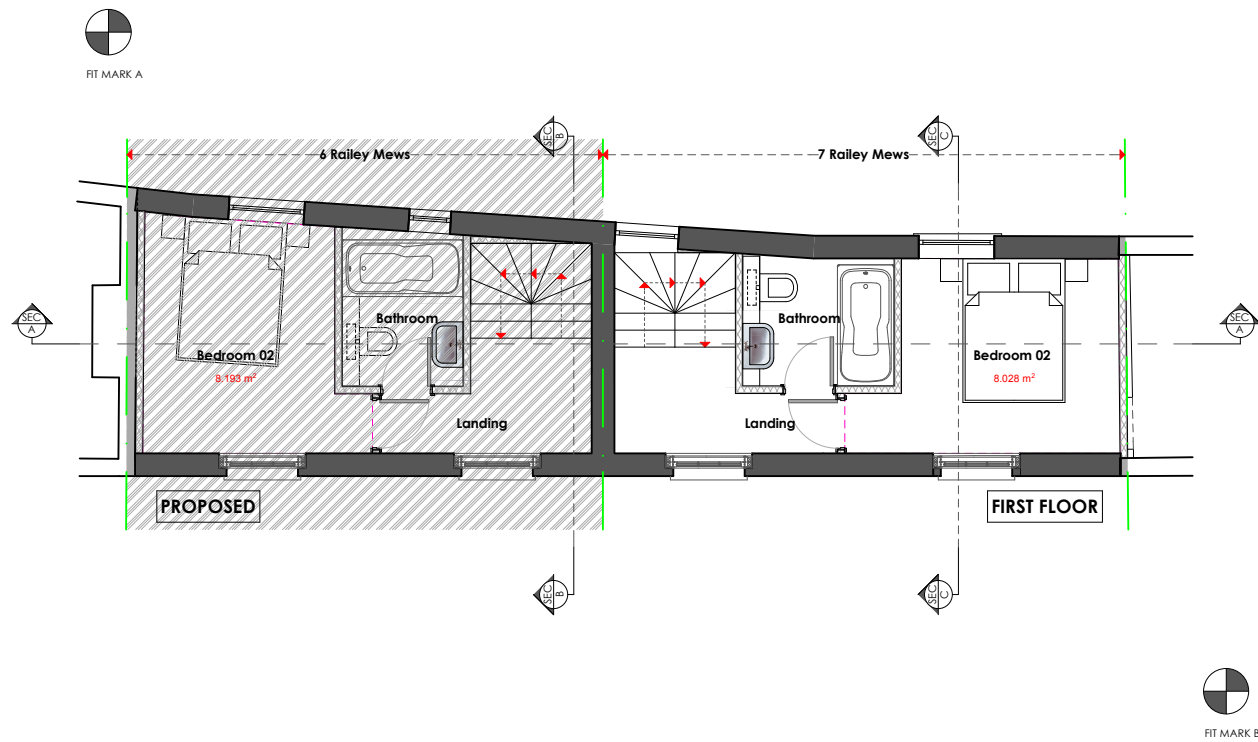 FIT MARK A
SEC B
SEC C
6 Railey Mews
7 Railey Mews
SEC A
SEC A
Bathroom
Bathroom
Bedroom 02
8.193 m²
Bedroom 02
8.028 m²
Landing
Landing
PROPOSED
FIRST FLOOR
SEC B
SEC C
FIT MARK B